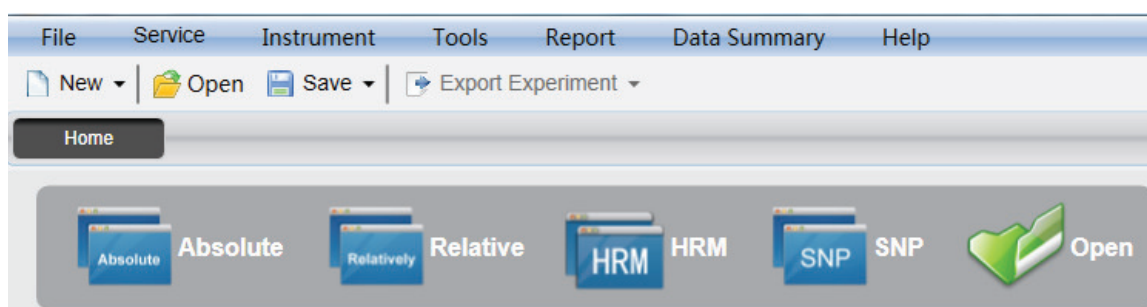 File Service Instrument Tools Report Data Summary Help
New Open Save Export Experiment
Home
Absolute Absolute Relatively Relative HRM HRM SNP SNP Open